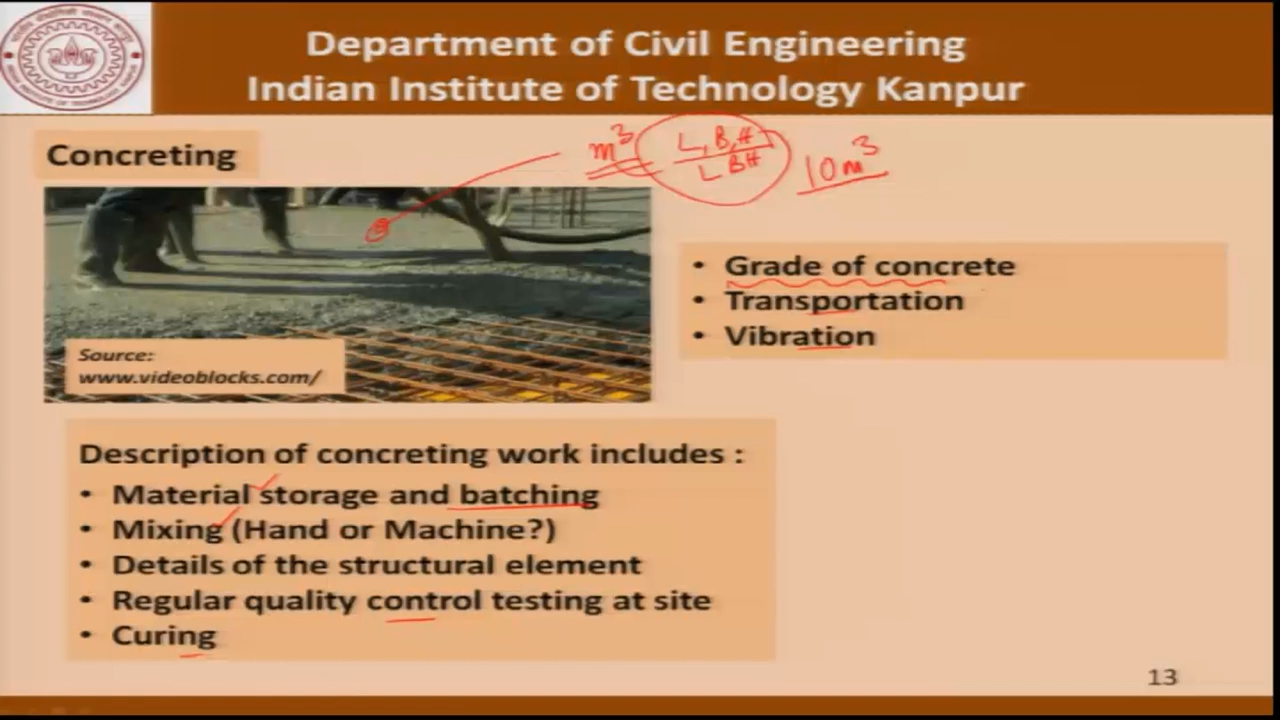 Department of Civil Engineering
Indian Institute of Technology Kanpur
Concreting
m³ L, B, H 10m³
L B H
Source:
www.videoblocks.com/
• Grade of concrete
• Transportation
• Vibration
Description of concreting work includes :
• Material storage and batching
• Mixing (Hand or Machine?)
• Details of the structural element
• Regular quality control testing at site
• Curing
13